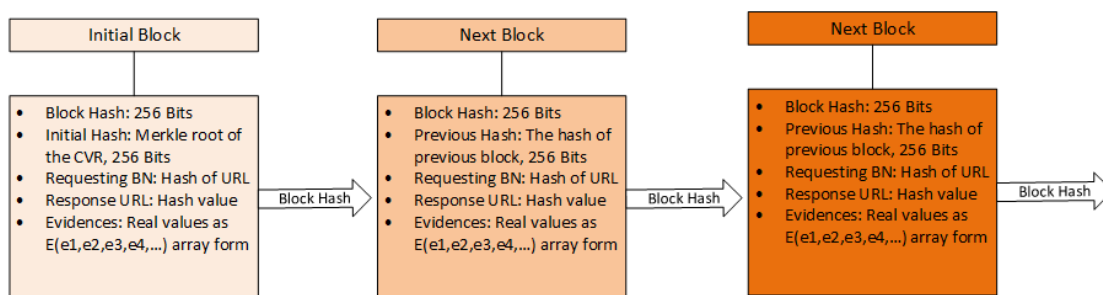 Initial Block
• Block Hash: 256 Bits
• Initial Hash: Merkle root
of the CVR, 256 Bits
• Requesting BN: Hash of URL
• Response URL: Hash value
• Evidences: Real values as
E(e1,e2,e3,e4,...) array form
Block Hash
Next Block
• Block Hash: 256 Bits
• Previous Hash: The hash of
previous block, 256 Bits
• Requesting BN: Hash of URL
• Response URL: Hash value
• Evidences: Real values as
E(e1,e2,e3,e4,...) array form
Block Hash
Next Block
• Block Hash: 256 Bits
• Previous Hash: The hash of
previous block, 256 Bits
• Requesting BN: Hash of URL
• Response URL: Hash value
• Evidences: Real values as
E(e1,e2,e3,e4,...) array form
Block Hash